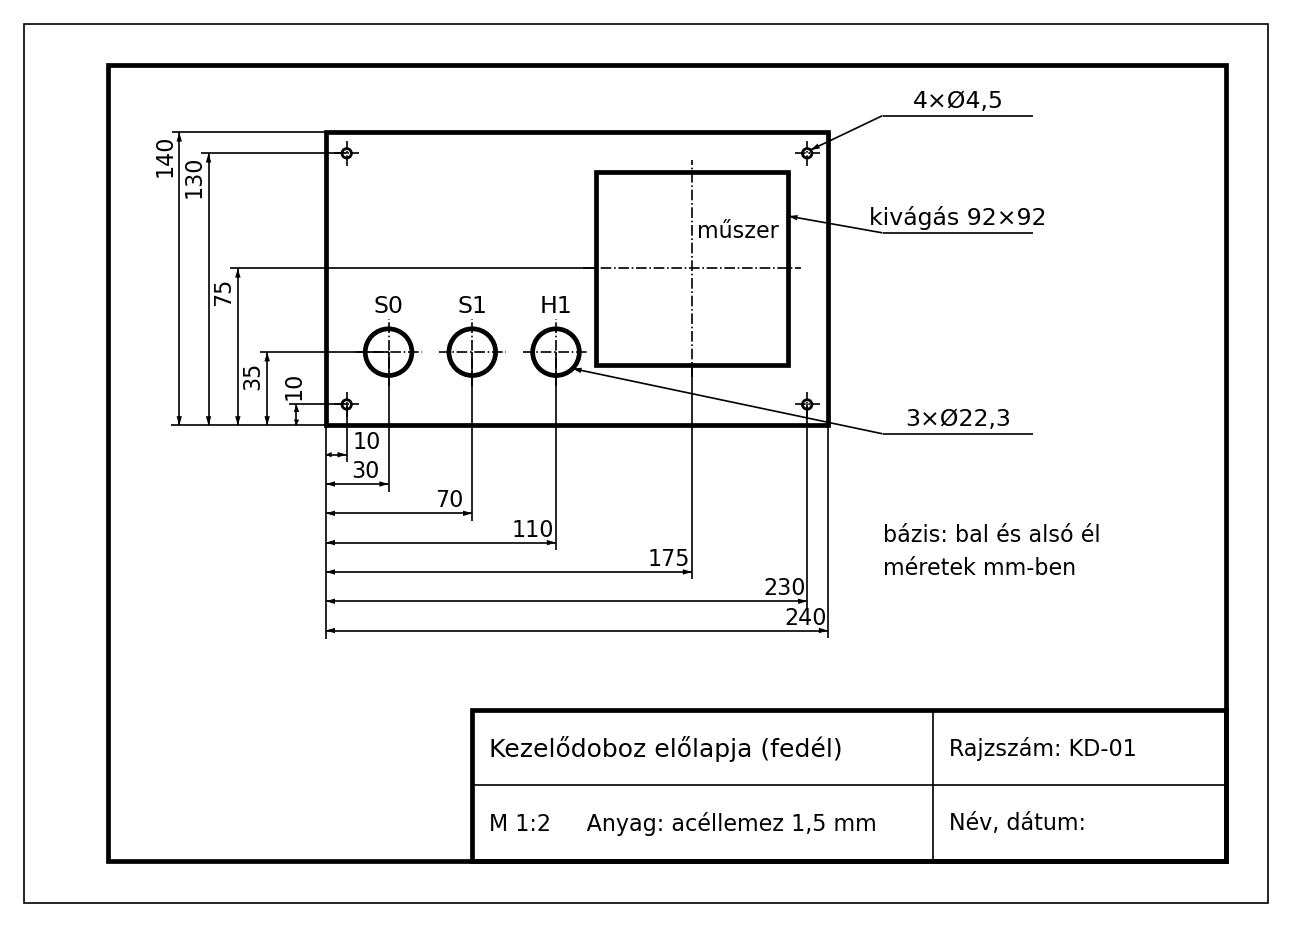 4×Ø4,5
140
130
kivágás 92×92
műszer
75
S0 S1 H1
35
10
3×Ø22,3
10
30
70
110
175
230
240
bázis: bal és alsó él
méretek mm-ben
Kezelődoboz előlapja (fedél)
Rajzszám: KD-01
M 1:2 Anyag: acéllemez 1,5 mm
Név, dátum: